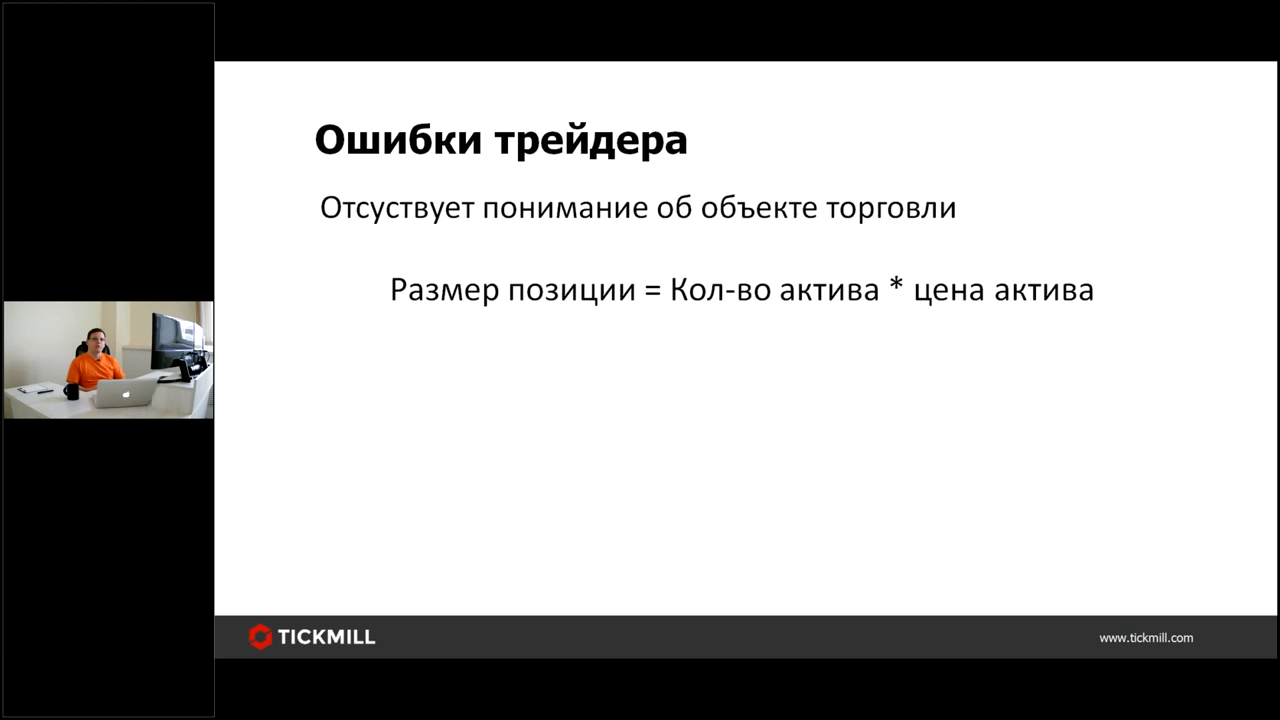 Ошибки трейдера
Отсуствует понимание об объекте торговли
Размер позиции = Кол-во актива * цена актива
TICKMILL
www.tickmill.com